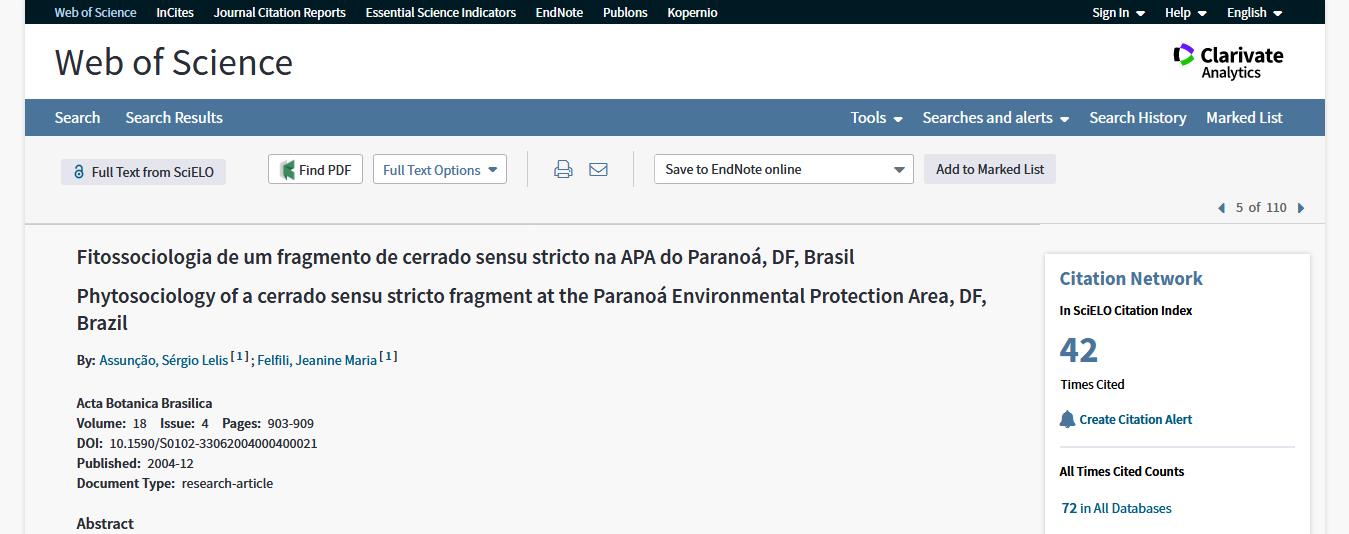 Web of Science InCites Journal Citation Reports Essential Science Indicators EndNote Publons Kopernio Sign In Help English
Web of Science
Clarivate
Analytics
Search Search Results Tools Searches and alerts Search History Marked List
Full Text from SciELO Find PDF Full Text Options Save to EndNote online Add to Marked List
5 of 110
Fitossociologia de um fragmento de cerrado sensu stricto na APA do Paranoá, DF, Brasil
Phytosociology of a cerrado sensu stricto fragment at the Paranoá Environmental Protection Area, DF,
Brazil
By: Assunção, Sérgio Lelis [1] ; Felfili, Jeanine Maria [1]
Acta Botanica Brasilica
Volume: 18 Issue: 4 Pages: 903-909
DOI: 10.1590/S0102-33062004000400021
Published: 2004-12
Document Type: research-article
Abstract
Citation Network
In SciELO Citation Index
42
Times Cited
Create Citation Alert
All Times Cited Counts
72 in All Databases